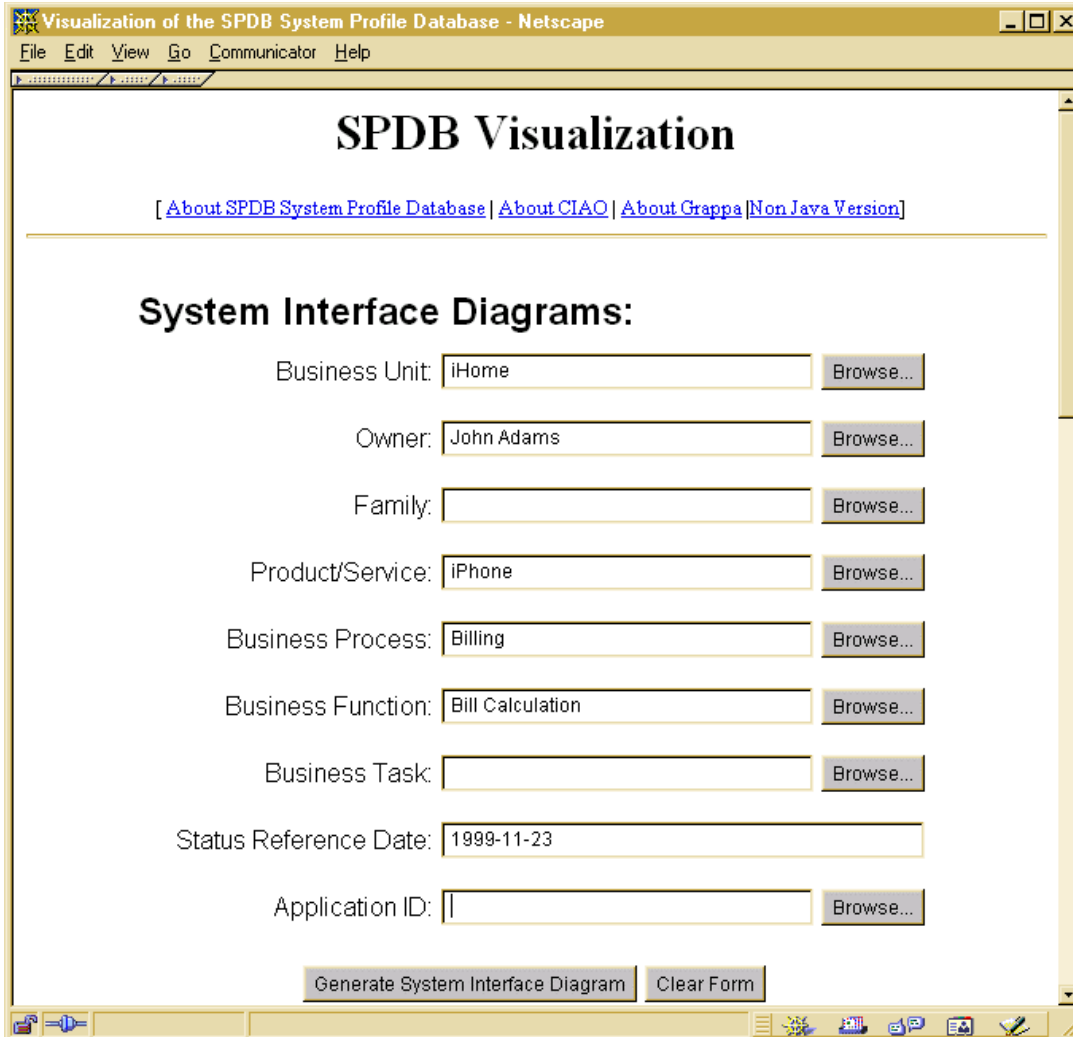 Visualization of the SPDB System Profile Database - Netscape
File Edit View Go Communicator Help
SPDB Visualization
[ About SPDB System Profile Database | About CIAO | About Grappa |Non Java Version]
System Interface Diagrams:
Business Unit: iHome Browse...
Owner: John Adams Browse...
Family: Browse...
Product/Service: iPhone Browse...
Business Process: Billing Browse...
Business Function: Bill Calculation Browse...
Business Task: Browse...
Status Reference Date: 1999-11-23
Application ID: Browse...
Generate System Interface Diagram Clear Form